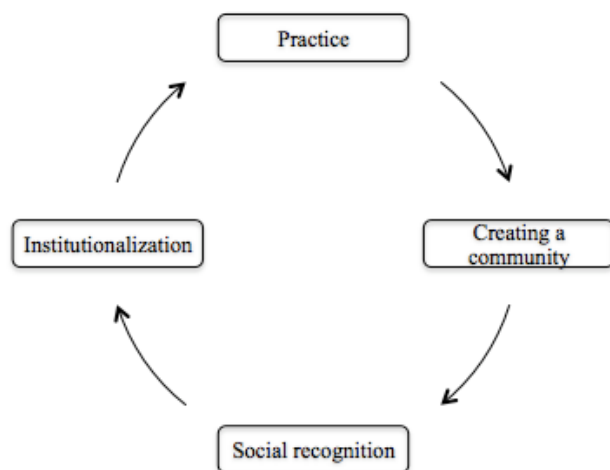 Practice
Institutionalization
Creating a
community
Social recognition